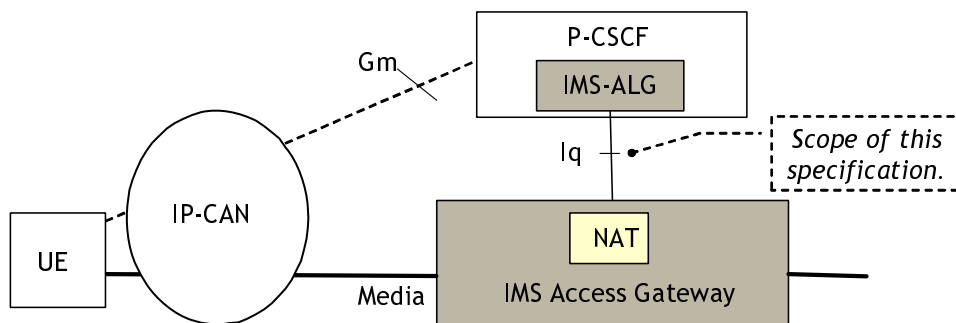 P-CSCF
Gm
IMS-ALG
Iq
Scope of this
specification.
IP-CAN
UE
NAT
Media
IMS Access Gateway